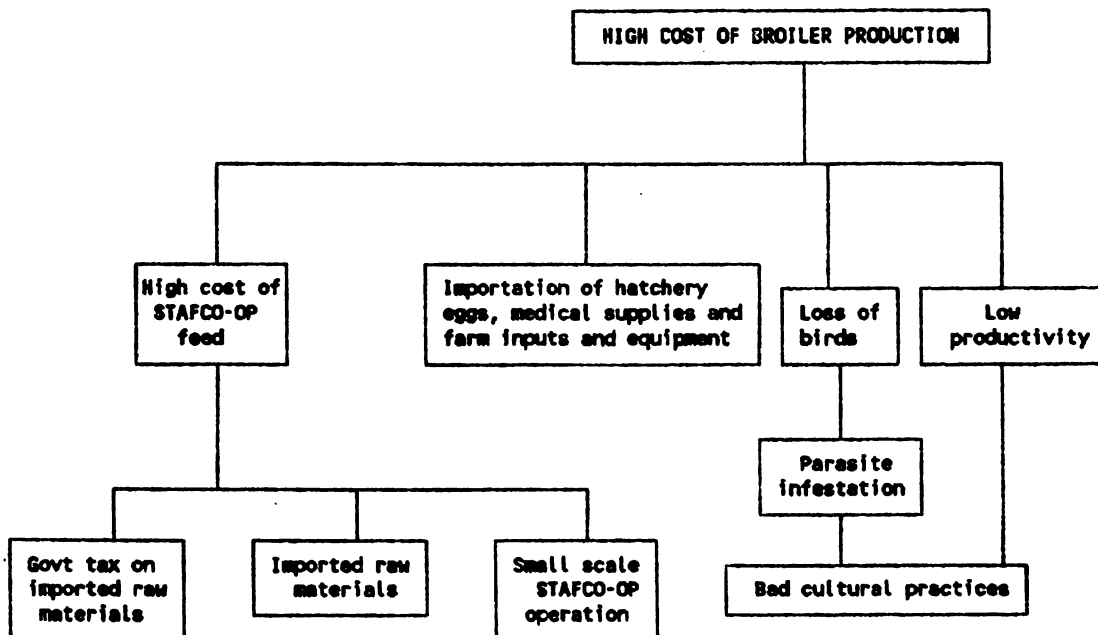 HIGH COST OF BROILER PRODUCTION
High cost of
STAFCO-OP
feed
Importation of hatchery
eggs, medical supplies and
farm inputs and equipment
Loss of
birds
Low
productivity
Parasite
infestation
Govt tax on
imported raw
materials
Imported raw
materials
Small scale
STAFCO-OP
operation
Bad cultural practices